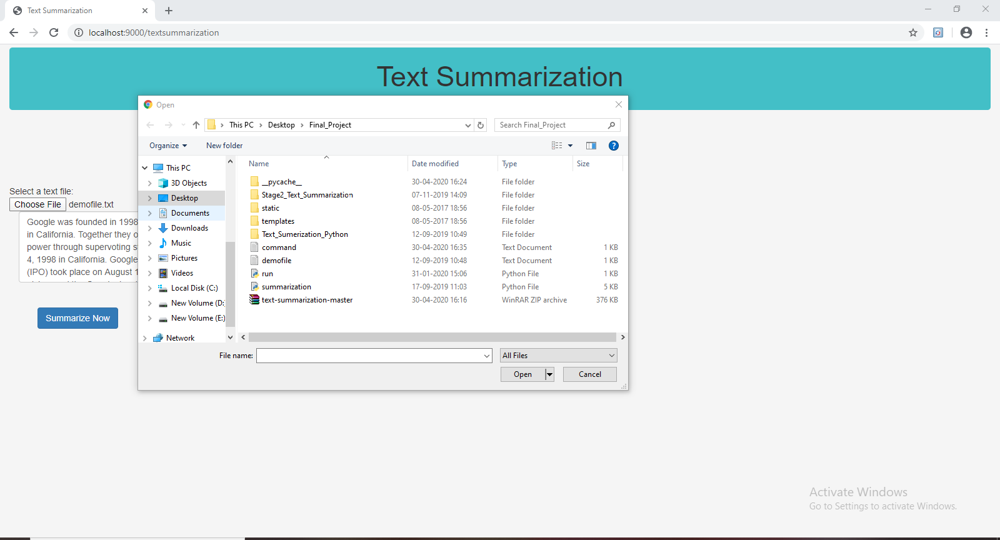 Text Summarization
localhost:9000/textsummarization
Text Summarization
Open
This PC > Desktop > Final_Project
Search Final_Project
Organize
New folder
Name Date modified Type Size
This PC
3D Objects
Desktop
Documents
Downloads
Music
Pictures
Videos
Local Disk (C:)
New Volume (D:
New Volume (E:)
Network
__pycache__ 30-04-2020 16:24 File folder
Stage2_Text_Summarization 07-11-2019 14:09 File folder
static 08-05-2017 18:56 File folder
templates 08-05-2017 18:56 File folder
Text_Sumerization_Python 12-09-2019 10:49 File folder
command 30-04-2020 16:35 Text Document 1 KB
demofile 12-09-2019 10:48 Text Document 1 KB
run 31-01-2020 15:06 Python File 1 KB
summarization 17-09-2019 11:03 Python File 5 KB
text-summarization-master 30-04-2020 16:16 WinRAR ZIP archive 376 KB
File name:
All Files
Open
Cancel
Select a text file:
Choose File demofile.txt
Google was founded in 1998
in California. Together they o
power through supervoting s
4, 1998 in California. Google
(IPO) took place on August 1
Summarize Now
Activate Windows
Go to Settings to activate Windows.